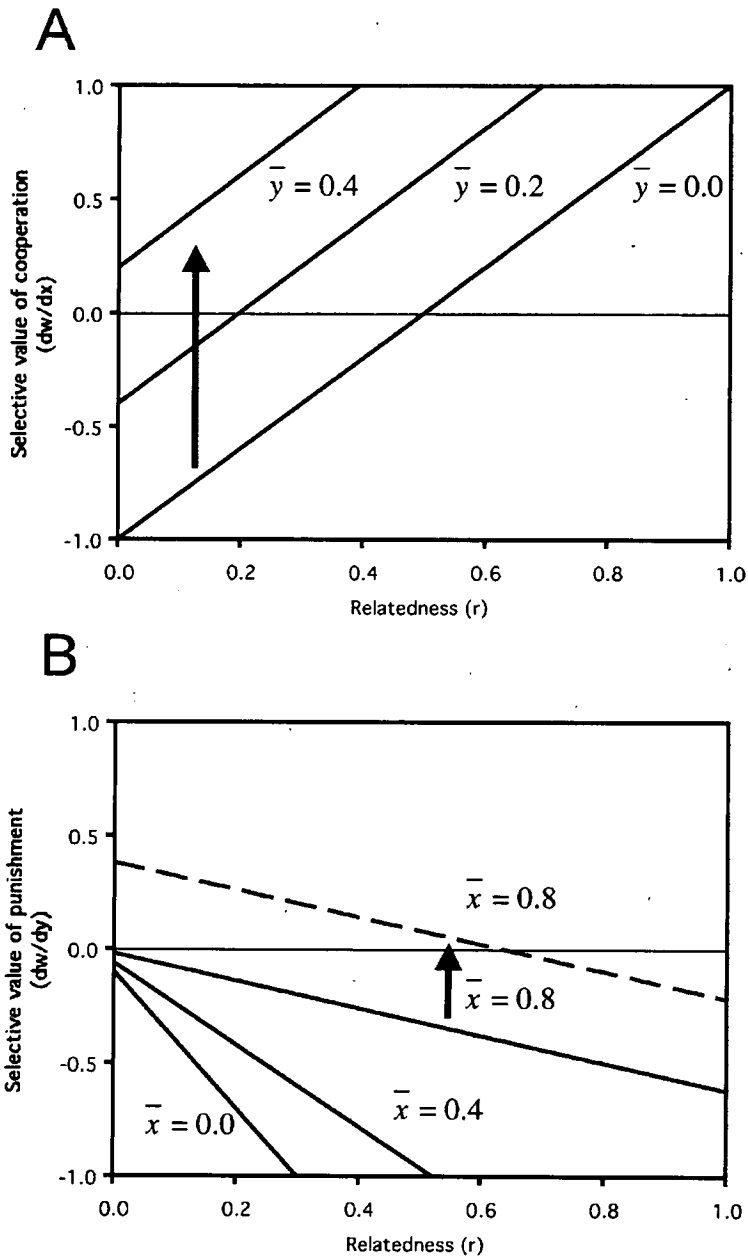 A
1.0
0.5
0.0
-0.5
-1.0
Selective value of cooperation
(dw/dx)
y̅ = 0.4
y̅ = 0.2
y̅ = 0.0
0.0 0.2 0.4 0.6 0.8 1.0
Relatedness (r)
B
1.0
0.5
0.0
-0.5
-1.0
Selective value of punishment
(dw/dy)
x̅ = 0.8
x̅ = 0.8
x̅ = 0.4
x̅ = 0.0
0.0 0.2 0.4 0.6 0.8 1.0
Relatedness (r)